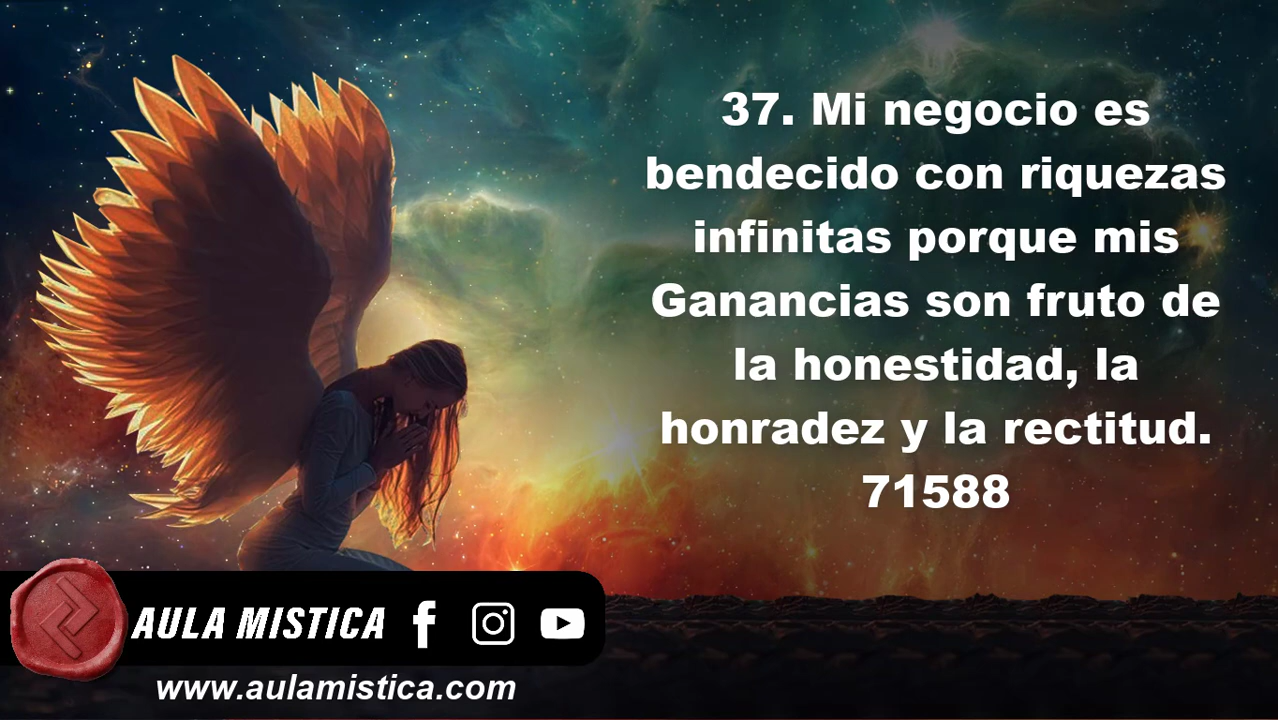 37. Mi negocio es
bendecido con riquezas
infinitas porque mis
Ganancias son fruto de
la honestidad, la
honradez y la rectitud.
71588
AULA MISTICA
www.aulamistica.com